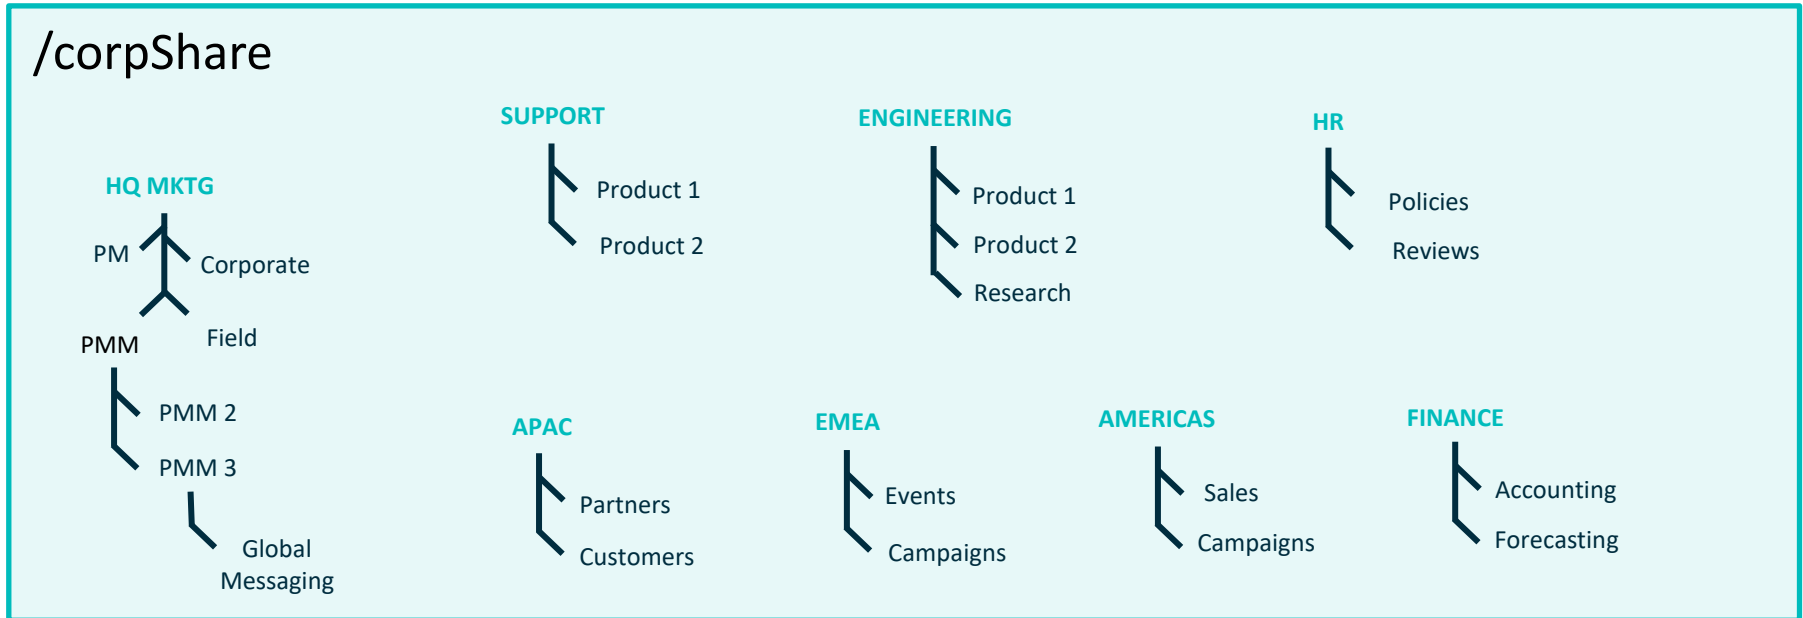 /corpShare
HQ MKTG
PM
Corporate
Field
PMM
PMM 2
PMM 3
Global
Messaging
SUPPORT
Product 1
Product 2
ENGINEERING
Product 1
Product 2
Research
HR
Policies
Reviews
APAC
Partners
Customers
EMEA
Events
Campaigns
AMERICAS
Sales
Campaigns
FINANCE
Accounting
Forecasting